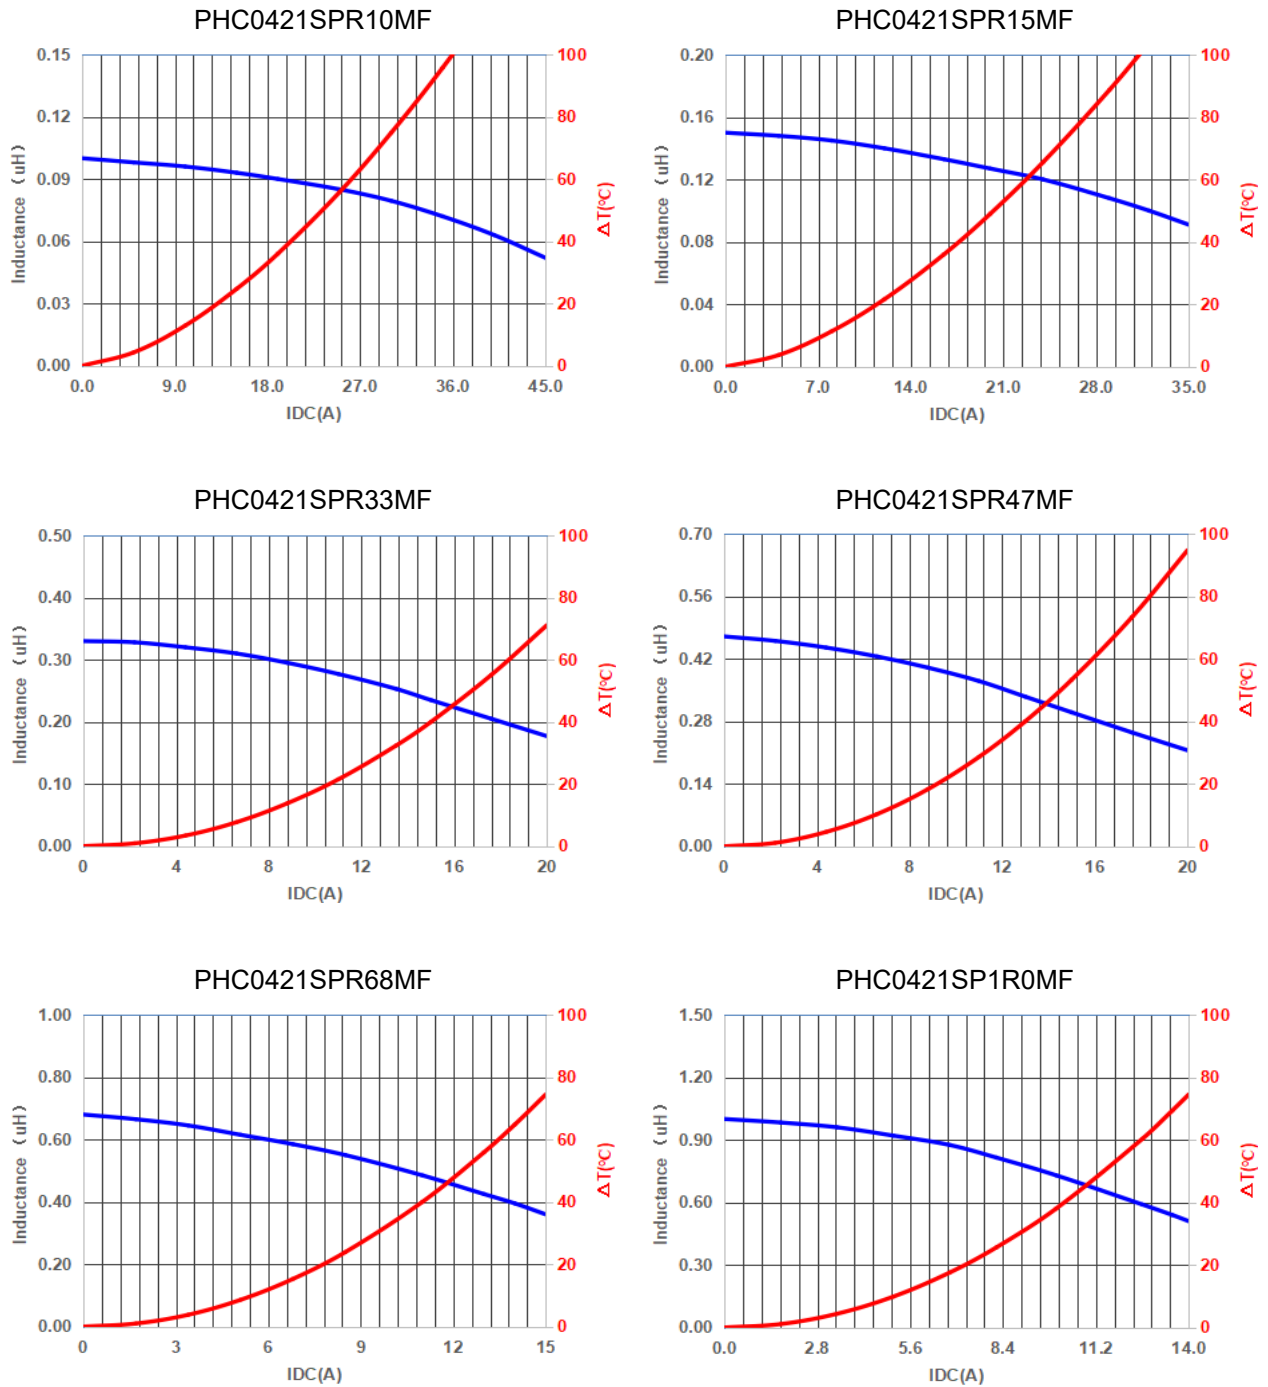 PHC0421SPR10MF
0.15
0.12
0.09
0.06
0.03
0.00
Inductance (uH)
100
80
60
40
20
0
ΔT(℃)
0.0 9.0 18.0 27.0 36.0 45.0
IDC(A)
PHC0421SPR15MF
0.20
0.16
0.12
0.08
0.04
0.00
Inductance (uH)
100
80
60
40
20
0
ΔT(℃)
0.0 7.0 14.0 21.0 28.0 35.0
IDC(A)
PHC0421SPR33MF
0.50
0.40
0.30
0.20
0.10
0.00
Inductance (uH)
100
80
60
40
20
0
ΔT(℃)
0 4 8 12 16 20
IDC(A)
PHC0421SPR47MF
0.70
0.56
0.42
0.28
0.14
0.00
Inductance (uH)
100
80
60
40
20
0
ΔT(℃)
0 4 8 12 16 20
IDC(A)
PHC0421SPR68MF
1.00
0.80
0.60
0.40
0.20
0.00
Inductance (uH)
100
80
60
40
20
0
ΔT(℃)
0 3 6 9 12 15
IDC(A)
PHC0421SP1R0MF
1.50
1.20
0.90
0.60
0.30
0.00
Inductance (uH)
100
80
60
40
20
0
ΔT(℃)
0.0 2.8 5.6 8.4 11.2 14.0
IDC(A)